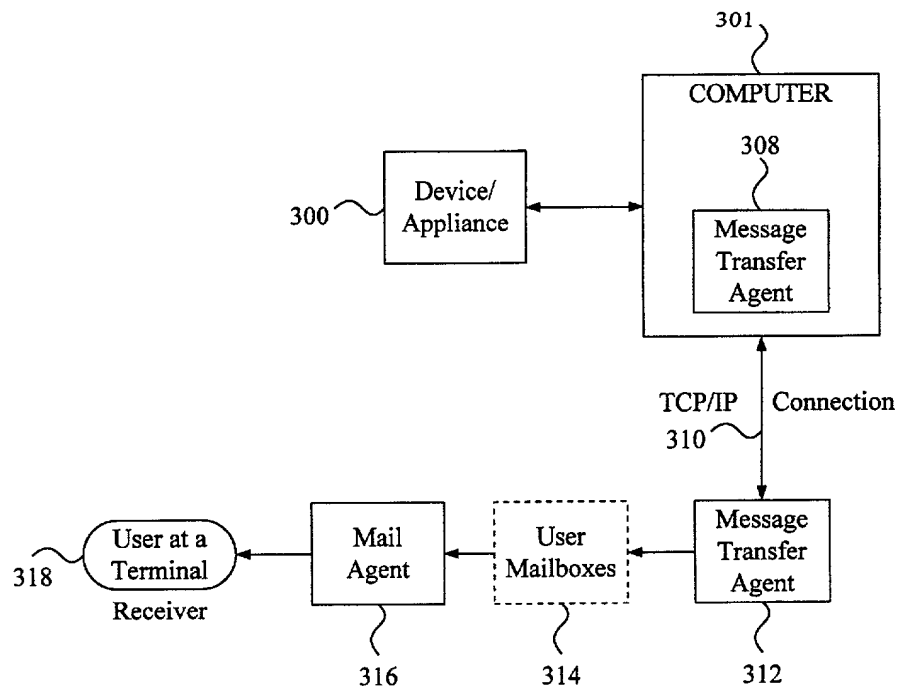 301
COMPUTER
308
Message
Transfer
Agent
Device/
Appliance
300
TCP/IP Connection
310
User at a
Terminal
318
Receiver
Mail
Agent
316
User
Mailboxes
314
Message
Transfer
Agent
312